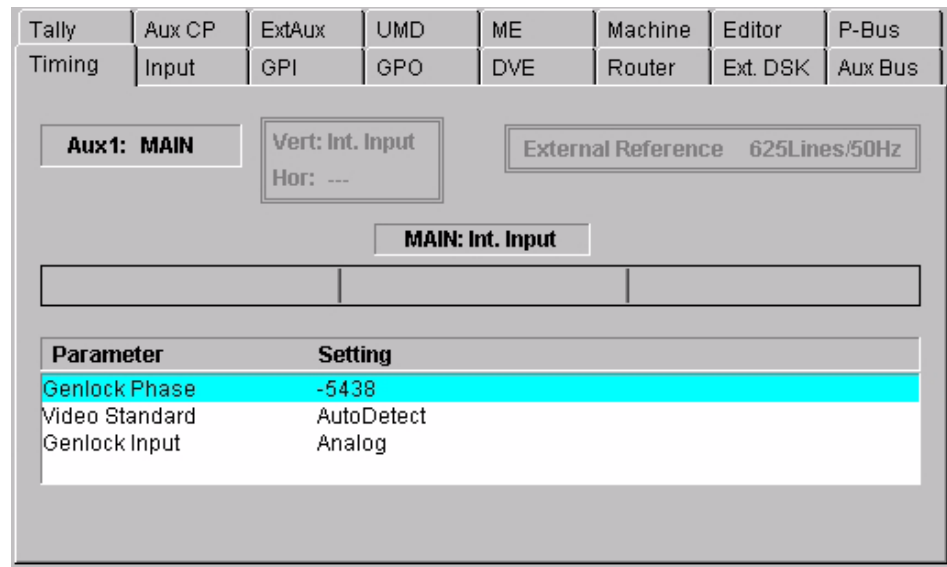 Tally Aux CP ExtAux UMD ME Machine Editor P-Bus
Timing Input GPI GPO DVE Router Ext. DSK Aux Bus
Aux1: MAIN
Vert: Int. Input
Hor: ---
External Reference 625Lines/50Hz
MAIN: Int. Input
Parameter Setting
Genlock Phase -5438
Video Standard AutoDetect
Genlock Input Analog